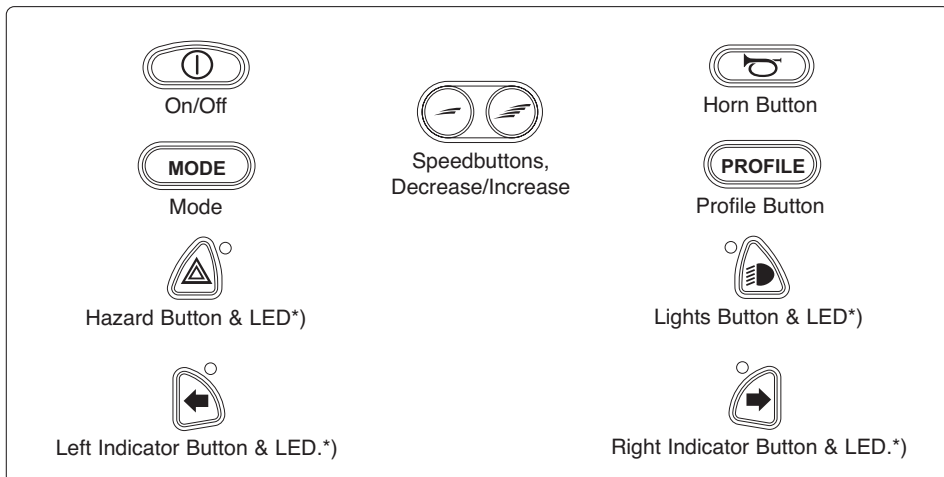 On/Off
Speedbuttons,
Decrease/Increase
Horn Button
MODE
Mode
PROFILE
Profile Button
Hazard Button & LED*)
Lights Button & LED*)
Left Indicator Button & LED.*)
Right Indicator Button & LED.*)